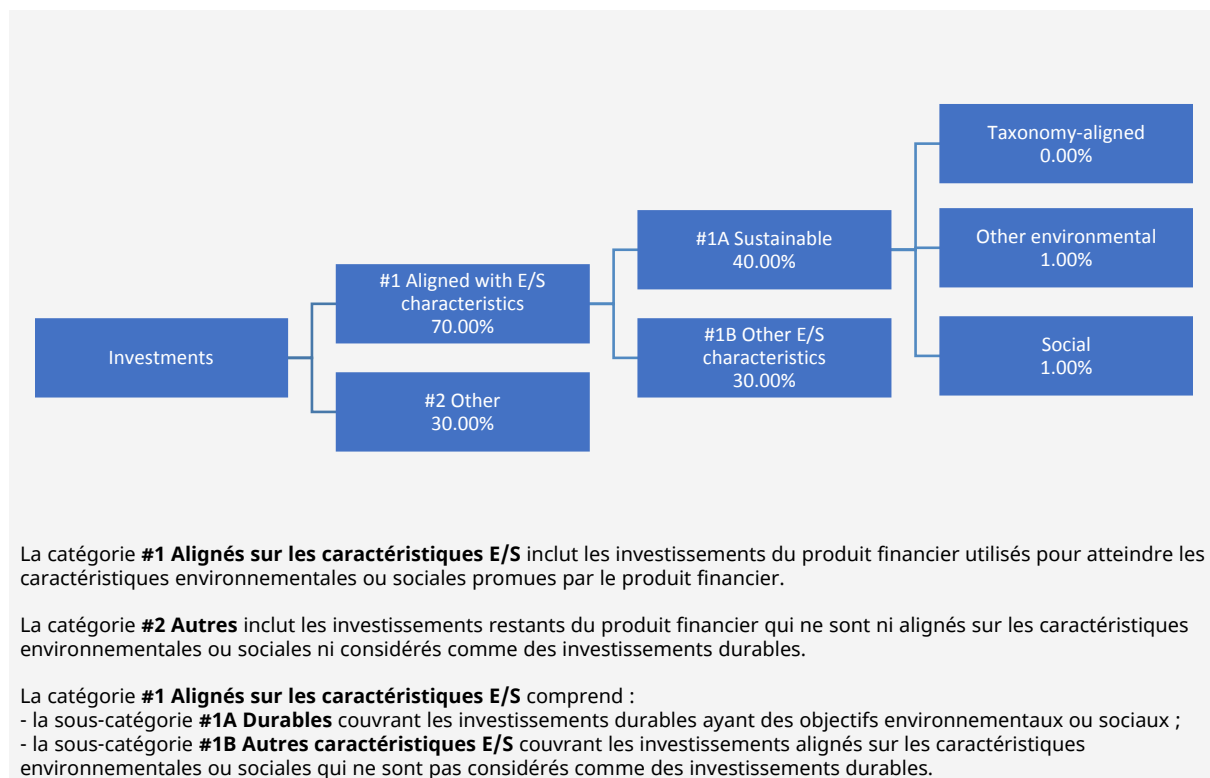 Taxonomy-aligned
0.00%
#1A Sustainable
40.00%
Other environmental
1.00%
#1 Aligned with E/S
characteristics
70.00%
Investments
#1B Other E/S
characteristics
30.00%
Social
1.00%
#2 Other
30.00%
La catégorie #1 Alignés sur les caractéristiques E/S inclut les investissements du produit financier utilisés pour atteindre les
caractéristiques environnementales ou sociales promues par le produit financier.
La catégorie #2 Autres inclut les investissements restants du produit financier qui ne sont ni alignés sur les caractéristiques
environnementales ou sociales ni considérés comme des investissements durables.
La catégorie #1 Alignés sur les caractéristiques E/S comprend :
- la sous-catégorie #1A Durables couvrant les investissements durables ayant des objectifs environnementaux ou sociaux ;
- la sous-catégorie #1B Autres caractéristiques E/S couvrant les investissements alignés sur les caractéristiques
environnementales ou sociales qui ne sont pas considérés comme des investissements durables.